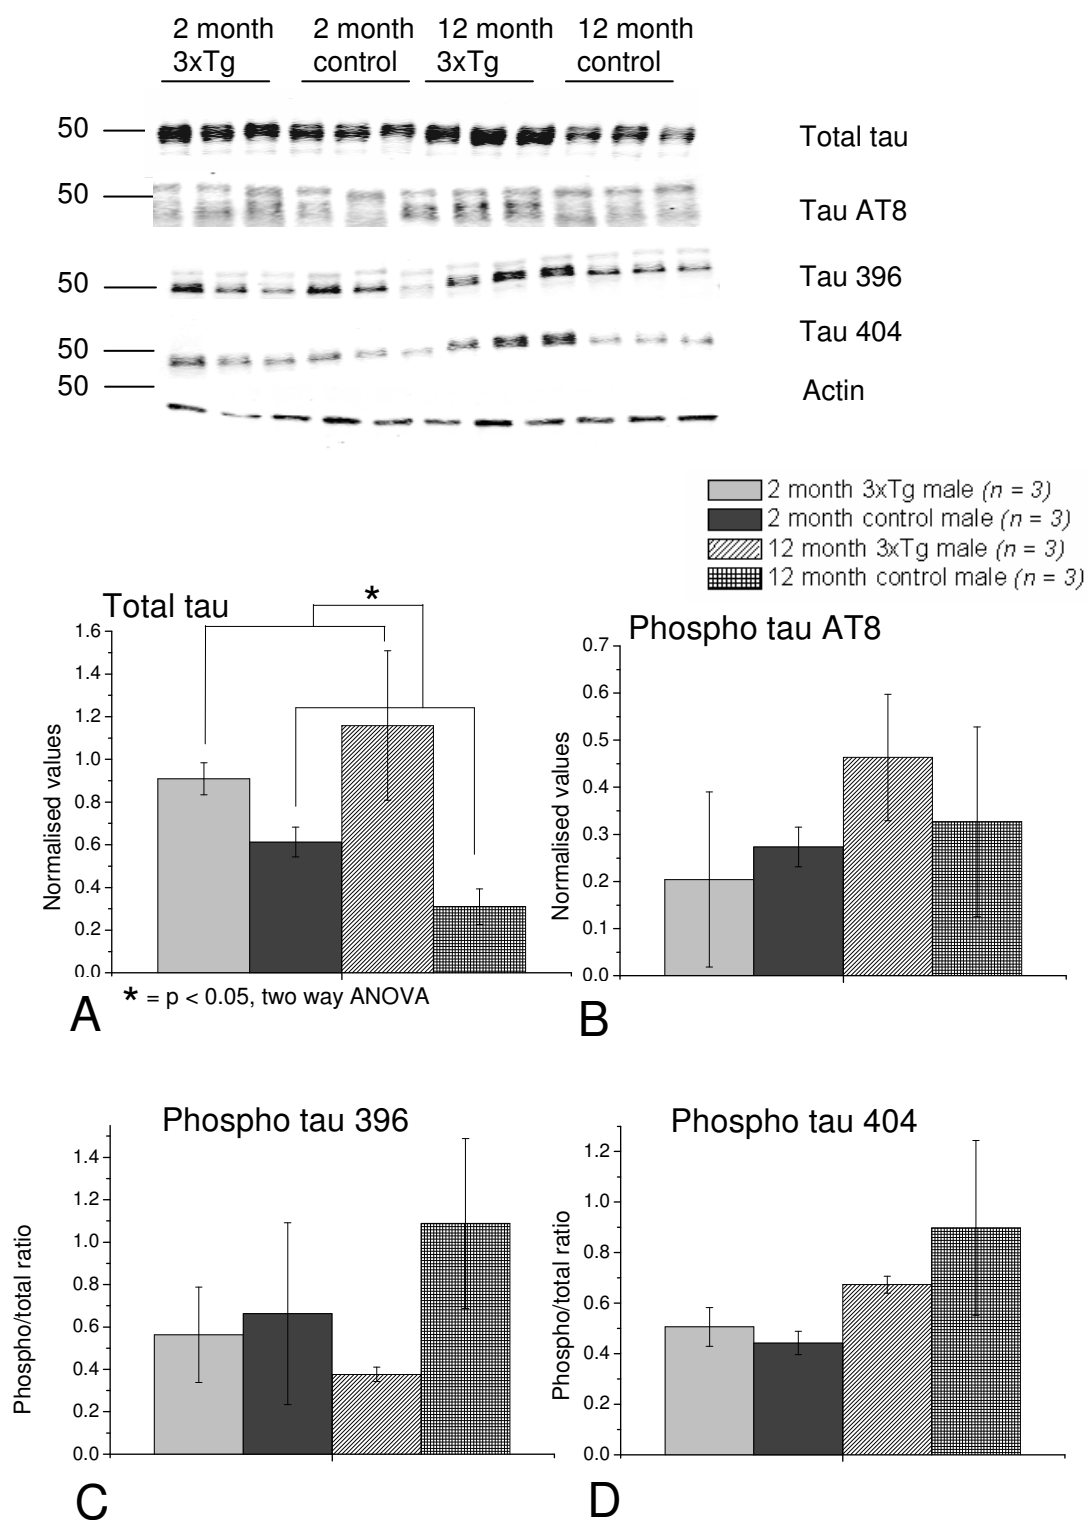 2 month 2 month 12 month 12 month
3xTg control 3xTg control
50 Total tau
50 Tau AT8
50 Tau 396
50 Tau 404
50 Actin
2 month 3xTg male (n = 3)
2 month control male (n = 3)
12 month 3xTg male (n = 3)
12 month control male (n = 3)
Total tau
*
1.6
1.4
1.2
1.0
0.8
0.6
0.4
0.2
0.0
Normalised values
* = p < 0.05, two way ANOVA
A
Phospho tau AT8
0.7
0.6
0.5
0.4
0.3
0.2
0.1
0.0
Normalised values
B
Phospho tau 396
1.4
1.2
1.0
0.8
0.6
0.4
0.2
0.0
Phospho/total ratio
C
Phospho tau 404
1.2
1.0
0.8
0.6
0.4
0.2
0.0
Phospho/total ratio
D